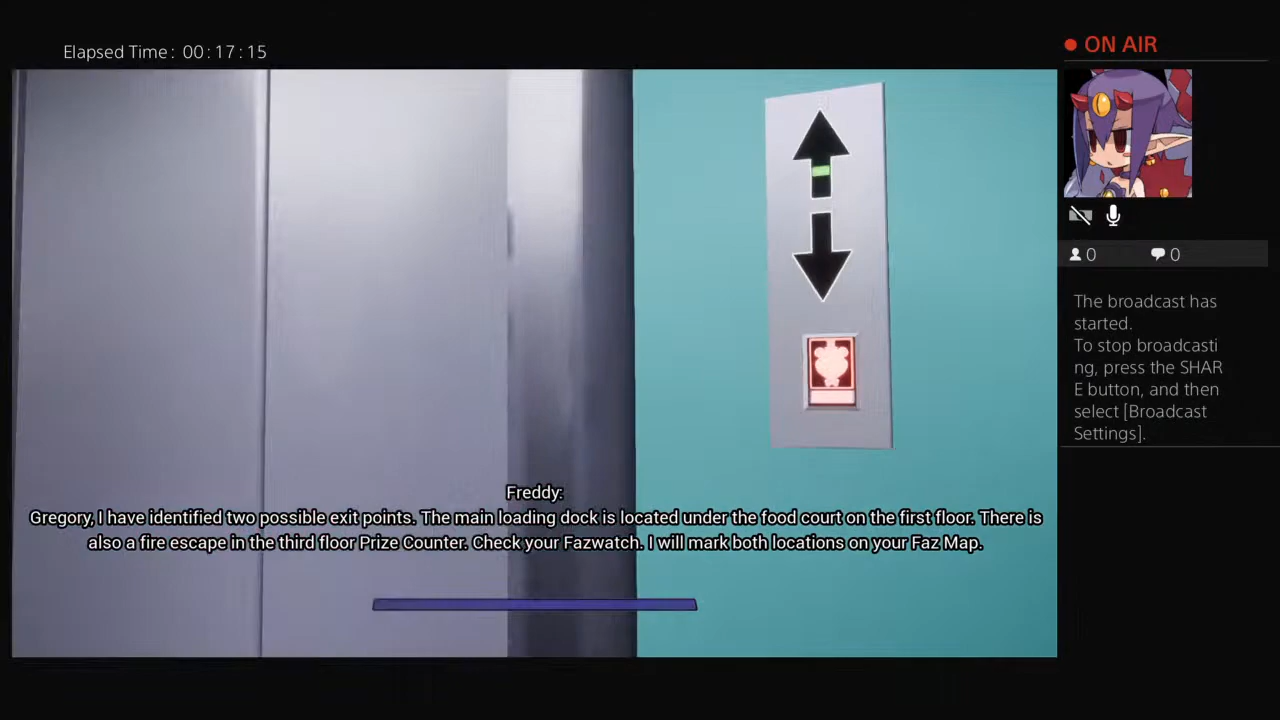 Elapsed Time: 00:17:15
ON AIR
0
0
The broadcast has
started.
To stop broadcasti
ng, press the SHAR
E button, and then
select [Broadcast
Settings].
Freddy:
Gregory, I have identified two possible exit points. The main loading dock is located under the food court on the first floor. There is
also a fire escape in the third floor Prize Counter. Check your Fazwatch. I will mark both locations on your Faz Map.